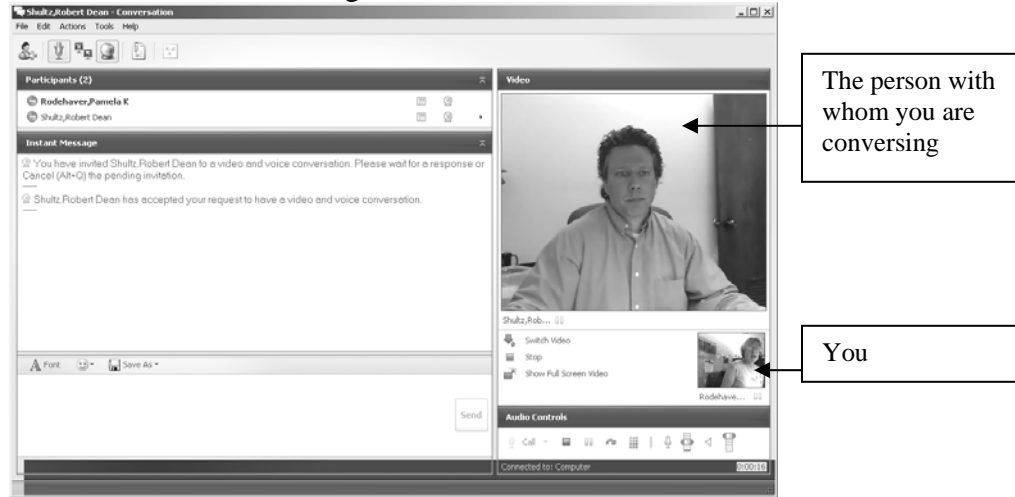 Shultz,Robert Dean - Conversation
File Edit Actions Tools Help
Participants (2)
Rodehaver,Pamela K
Shultz,Robert Dean
Instant Message
You have invited Shultz,Robert Dean to a video and voice conversation. Please wait for a response or
Cancel (Alt+Q) the pending invitation.
Shultz,Robert Dean has accepted your request to have a video and voice conversation.
A Font
Save As
Send
Video
Shultz,Rob...
Switch Video
Stop
Show Full Screen Video
Rodehave...
Audio Controls
Call
Connected to: Computer
0:00:16
The person with
whom you are
conversing
You